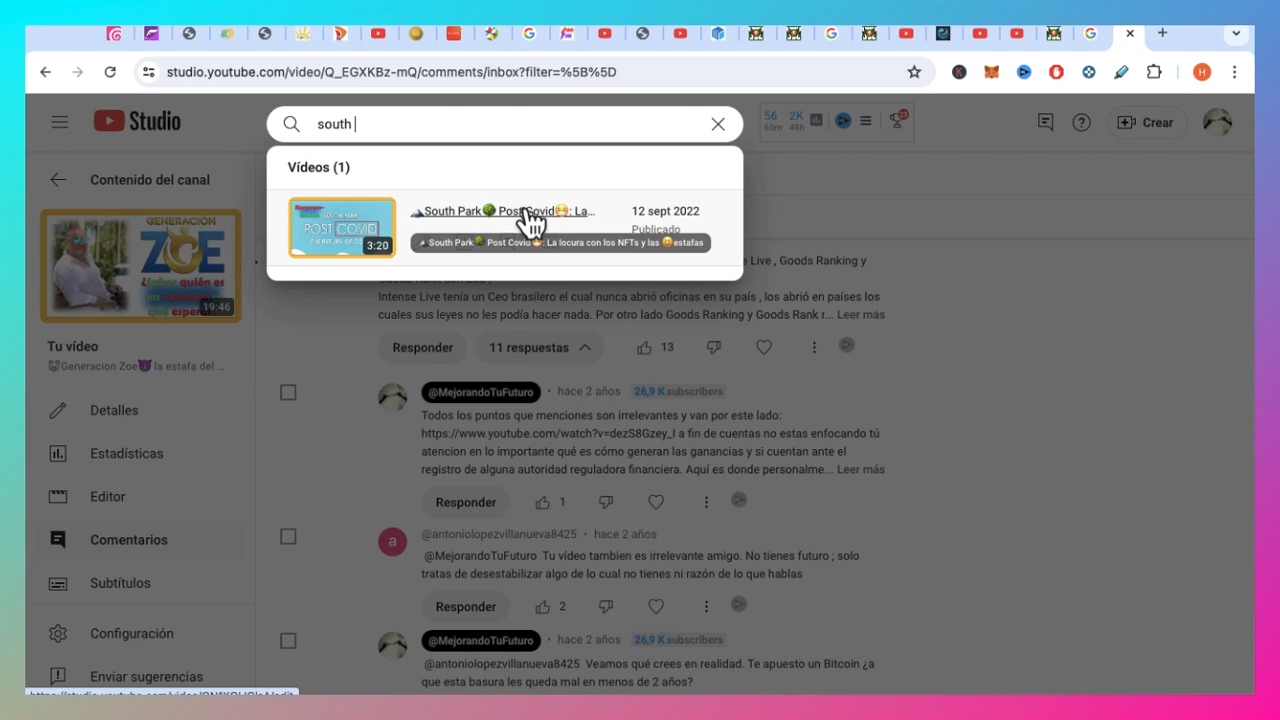 studio.youtube.com/video/Q_EGXKBz-mQ/comments/inbox?filter=%5B%5D
H
Studio
south
56 2K
60m 48h
Crear
Vídeos (1)
Contenido del canal
POST COVID
3:20
South Park🥦 Post Covid😷: La...
12 sept 2022
Publicado
South Park🥦 Post Covid😷: La locura con los NFTs y las 😄estafas
GENERACIÓN
ZOE
19:46
Live , Goods Ranking y
Intense Live tenía un Ceo brasilero el cual nunca abrió oficinas en su país , los abrió en países los
cuales sus leyes no les podía hacer nada. Por otro lado Goods Ranking y Goods Rank r... Leer más
Tu vídeo
🐷Generacion Zoe😈 la estafa del ...
Responder
11 respuestas
13
@MejorandoTuFuturo • hace 2 años 26,9 K subscribers
Todos los puntos que menciones son irrelevantes y van por este lado:
https://www.youtube.com/watch?v=dezS8Gzey_I a fin de cuentas no estas enfocando tú
atencion en lo importante qué es cómo generan las ganancias y si cuentan ante el
registro de alguna autoridad reguladora financiera. Aquí es donde personalme... Leer más
Detalles
Estadísticas
Editor
Responder
1
Comentarios
a
@antoniolopezvillanueva8425 • hace 2 años
@MejorandoTuFuturo Tu vídeo tambien es irrelevante amigo. No tienes futuro ; solo
tratas de desestabilizar algo de lo cual no tienes ni razón de lo que hablas
Subtítulos
Responder
2
Configuración
@MejorandoTuFuturo • hace 2 años 26,9 K subscribers
@antoniolopezvillanueva8425 Veamos qué crees en realidad. Te apuesto un Bitcoin ¿a
que esta basura les queda mal en menos de 2 años?
Enviar sugerencias